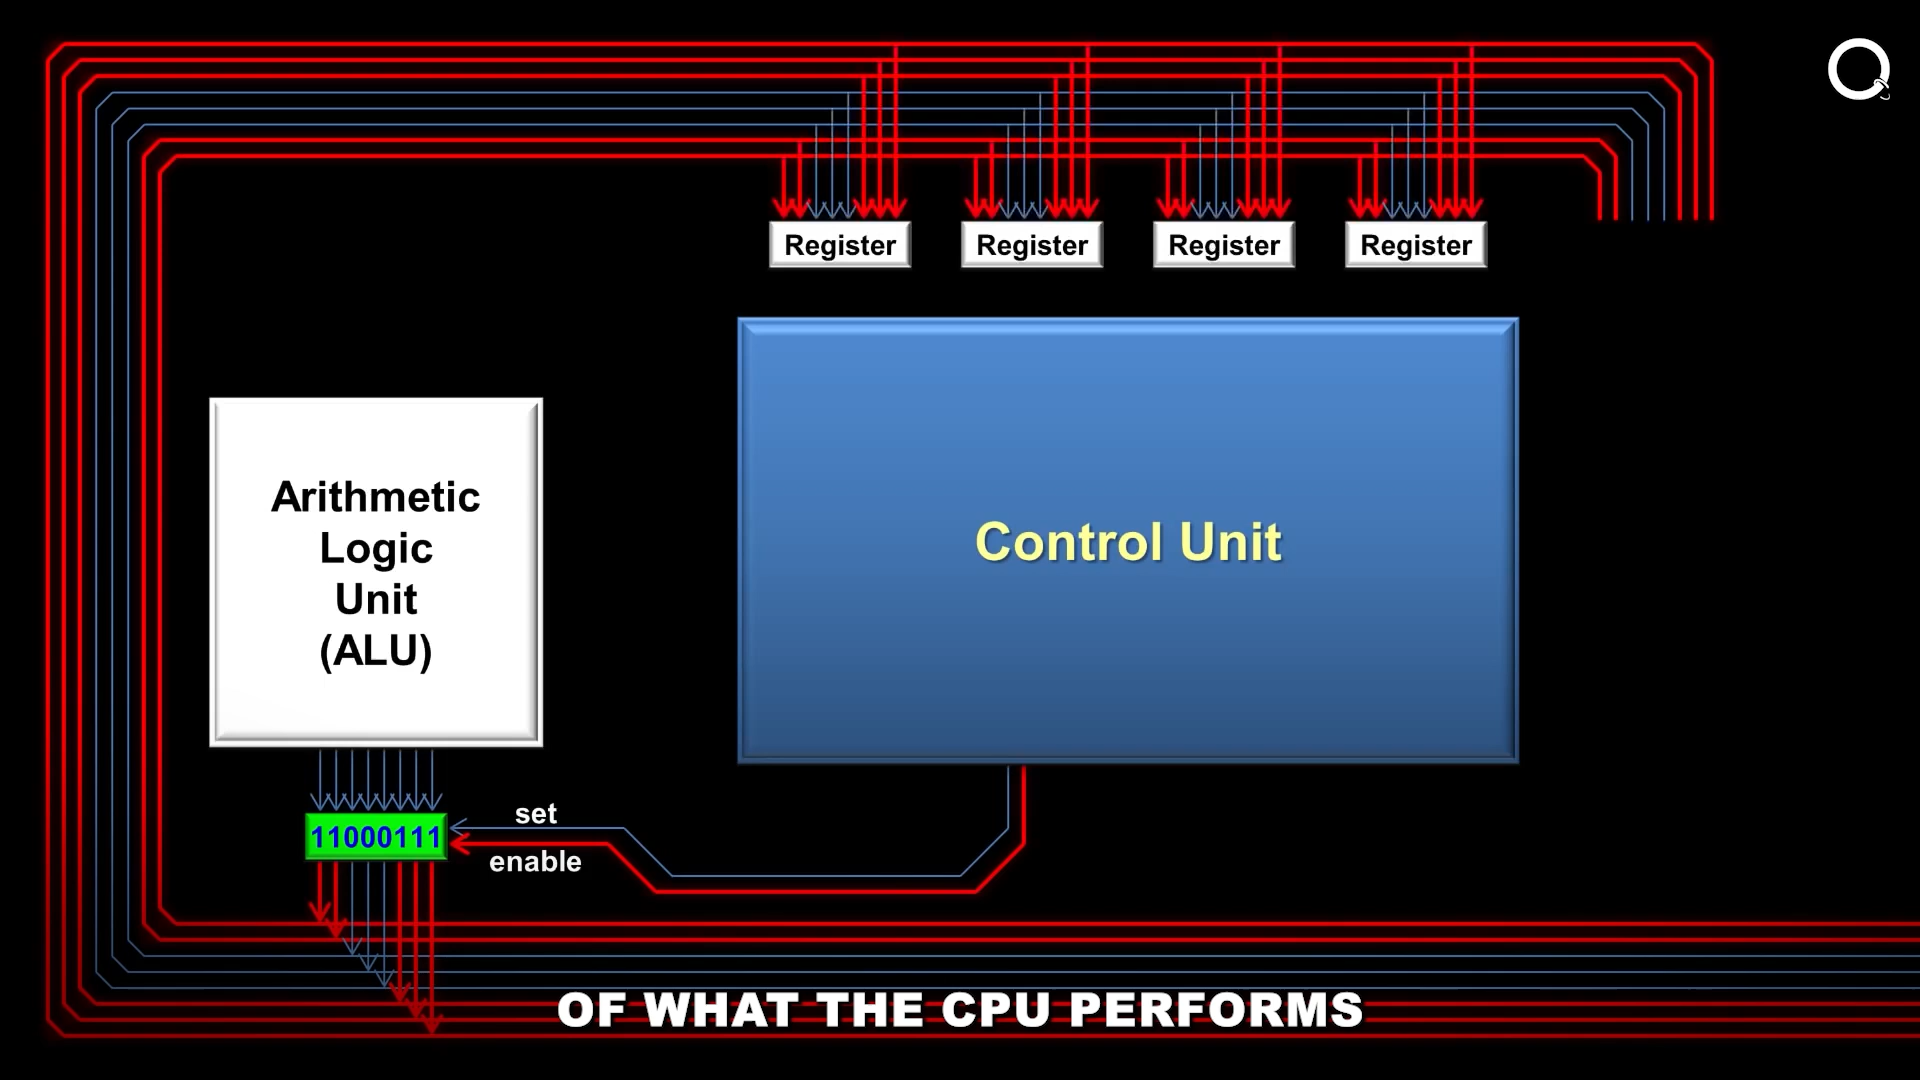 Register Register Register Register
Arithmetic
Logic
Unit
(ALU)
Control Unit
set
11000111
enable
OF WHAT THE CPU PERFORMS